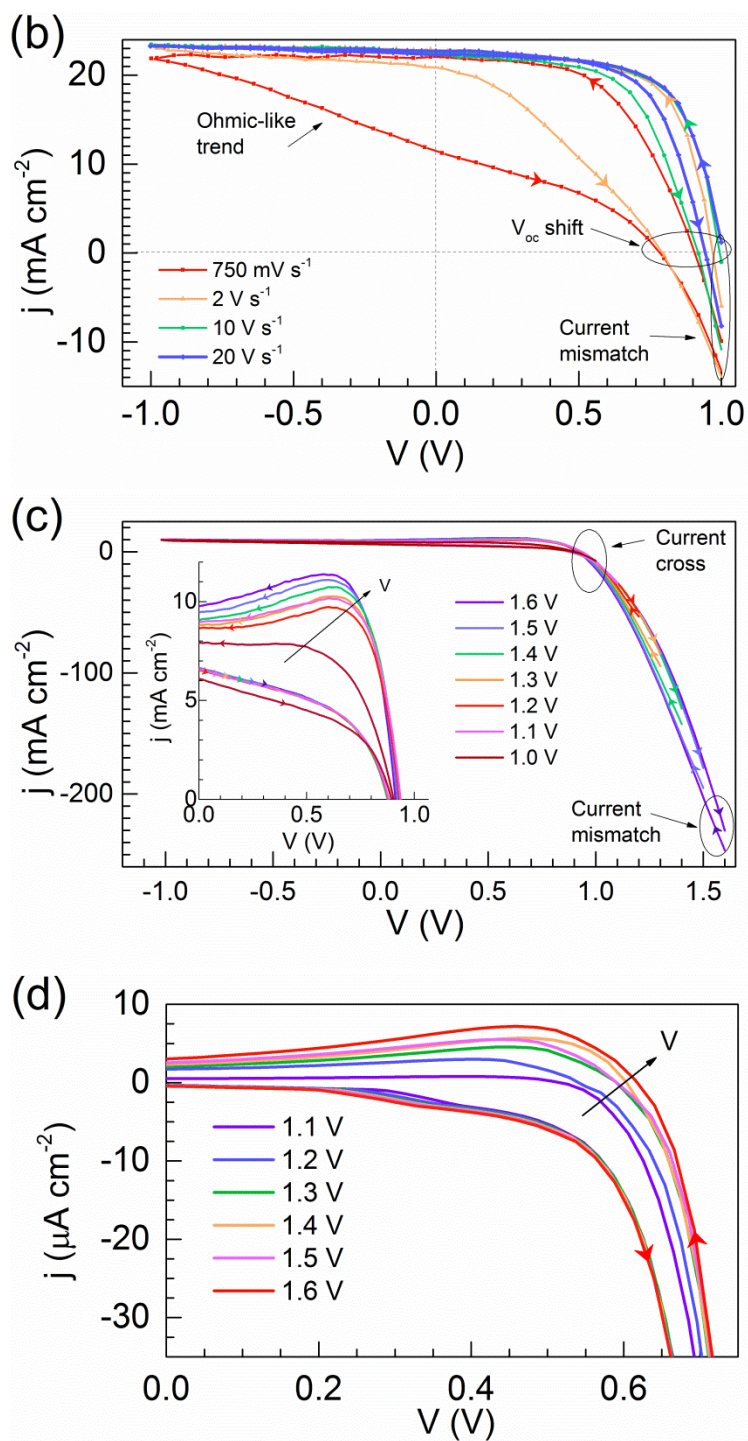 (b)
20
10
0
-10
j (mA cm⁻²)
Ohmic-like
trend
V_oc shift
Current
mismatch
750 mV s⁻¹
2 V s⁻¹
10 V s⁻¹
20 V s⁻¹
-1.0 -0.5 0.0 0.5 1.0
V (V)
(c)
0
-100
-200
j (mA cm⁻²)
Current
cross
10
5
0
j (mA cm⁻²)
V
0.0 0.5 1.0
V (V)
1.6 V
1.5 V
1.4 V
1.3 V
1.2 V
1.1 V
1.0 V
Current
mismatch
-1.0 -0.5 0.0 0.5 1.0 1.5
V (V)
(d)
10
0
-10
-20
-30
j (μA cm⁻²)
V
1.1 V
1.2 V
1.3 V
1.4 V
1.5 V
1.6 V
0.0 0.2 0.4 0.6
V (V)